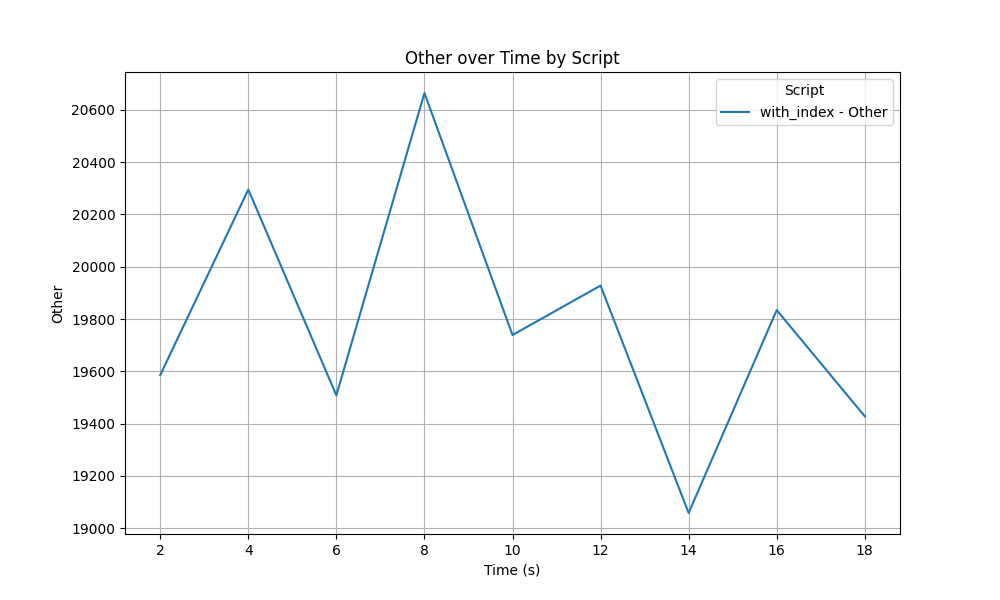 Other over Time by Script
Script
with_index - Other
Other
20600
20400
20200
20000
19800
19600
19400
19200
19000
2 4 6 8 10 12 14 16 18
Time (s)